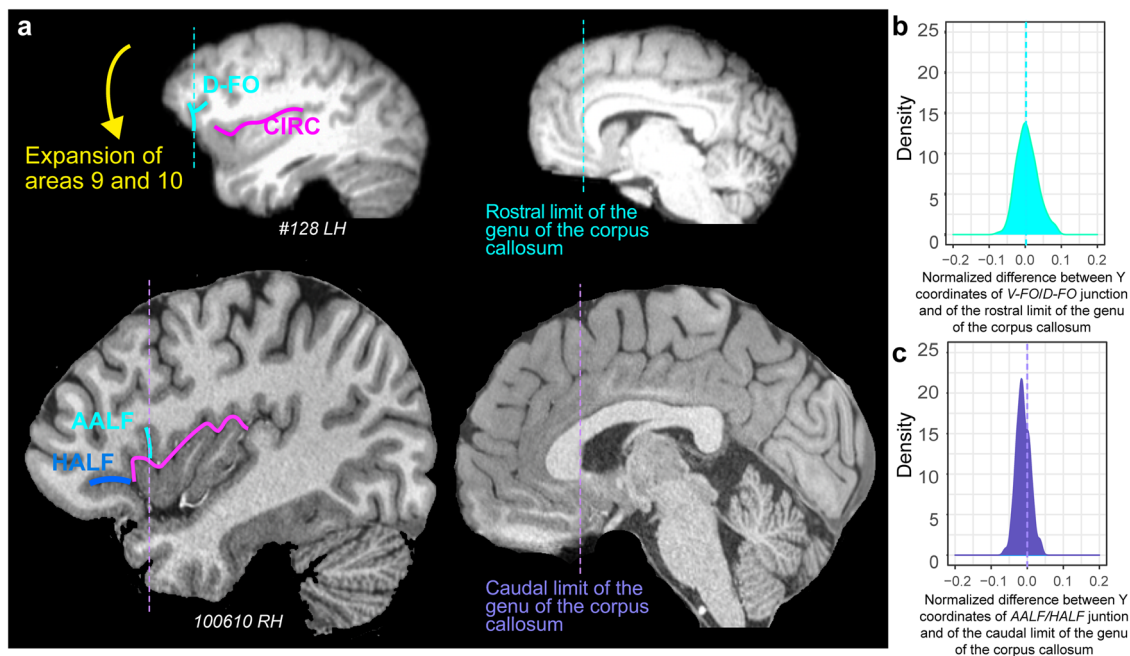 a
D-FO
CIRC
Expansion of
areas 9 and 10
#128 LH
Rostral limit of the
genu of the corpus
callosum
AALF
HALF
100610 RH
Caudal limit of the
genu of the corpus
callosum
b
25
20
15
10
5
0
Density
−0.2 −0.1 0.0 0.1 0.2
Normalized difference between Y
coordinates of V-FO/D-FO junction
and of the rostral limit of the genu
of the corpus callosum
c
25
20
15
10
5
0
Density
−0.2 −0.1 0.0 0.1 0.2
Normalized difference between Y
coordinates of AALF/HALF juntion
and of the caudal limit of the genu
of the corpus callosum